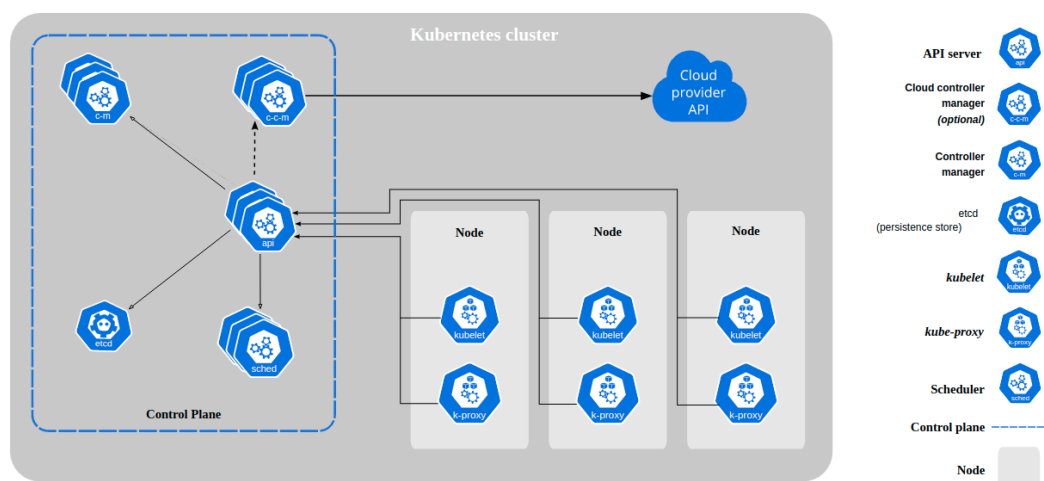 Kubernetes cluster
c-m
c-c-m
Cloud
provider
API
api
etcd
sched
Control Plane
Node
kubelet
k-proxy
Node
kubelet
k-proxy
Node
kubelet
k-proxy
API server
api
Cloud controller
manager
(optional)
c-c-m
Controller
manager
c-m
etcd
(persistence store)
etcd
kubelet
kubelet
kube-proxy
k-proxy
Scheduler
sched
Control plane
Node